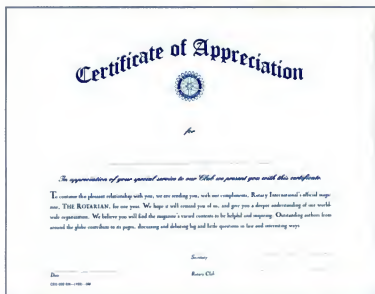 Certificate of Appreciation
for
In appreciation of your special service to our Club we present you with this certificate.
To continue the pleasant relationship with you, we are sending you, with our compliments, Rotary International's official maga-
zine, THE ROTARIAN, for one year. We hope it will remind you of us, and give you a deeper understanding of our world-
wide organization. We believe you will find the magazine's varied contents to be helpful and inspiring. Outstanding authors from
around the globe contribute to its pages, discussing and debating big and little questions in fun and interesting ways.
Secretary
Date
Rotary Club